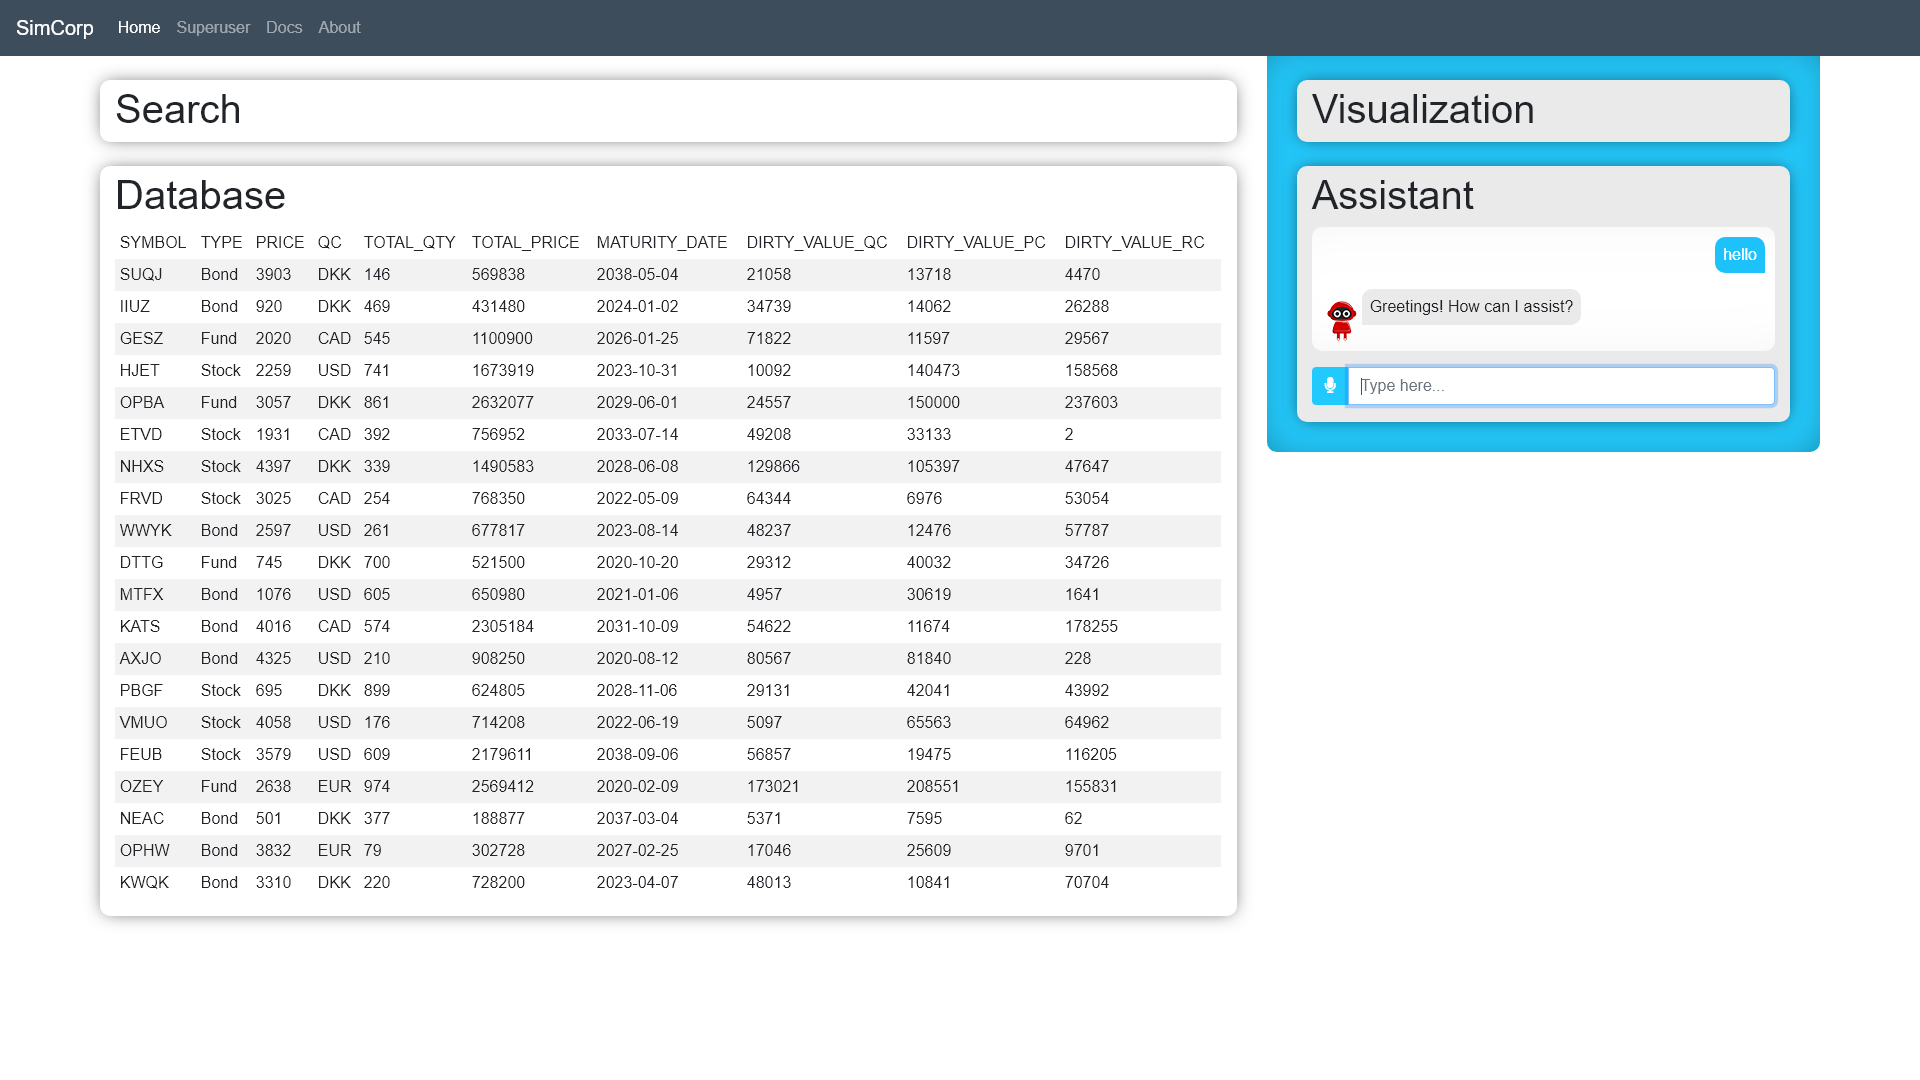 SimCorp Home Superuser Docs About
Search
Database
SYMBOL TYPE PRICE QC TOTAL_QTY TOTAL_PRICE MATURITY_DATE DIRTY_VALUE_QC DIRTY_VALUE_PC DIRTY_VALUE_RC
SUQJ Bond 3903 DKK 146 569838 2038-05-04 21058 13718 4470
IIUZ Bond 920 DKK 469 431480 2024-01-02 34739 14062 26288
GESZ Fund 2020 CAD 545 1100900 2026-01-25 71822 11597 29567
HJET Stock 2259 USD 741 1673919 2023-10-31 10092 140473 158568
OPBA Fund 3057 DKK 861 2632077 2029-06-01 24557 150000 237603
ETVD Stock 1931 CAD 392 756952 2033-07-14 49208 33133 2
NHXS Stock 4397 DKK 339 1490583 2028-06-08 129866 105397 47647
FRVD Stock 3025 CAD 254 768350 2022-05-09 64344 6976 53054
WWYK Bond 2597 USD 261 677817 2023-08-14 48237 12476 57787
DTTG Fund 745 DKK 700 521500 2020-10-20 29312 40032 34726
MTFX Bond 1076 USD 605 650980 2021-01-06 4957 30619 1641
KATS Bond 4016 CAD 574 2305184 2031-10-09 54622 11674 178255
AXJO Bond 4325 USD 210 908250 2020-08-12 80567 81840 228
PBGF Stock 695 DKK 899 624805 2028-11-06 29131 42041 43992
VMUO Stock 4058 USD 176 714208 2022-06-19 5097 65563 64962
FEUB Stock 3579 USD 609 2179611 2038-09-06 56857 19475 116205
OZEY Fund 2638 EUR 974 2569412 2020-02-09 173021 208551 155831
NEAC Bond 501 DKK 377 188877 2037-03-04 5371 7595 62
OPHW Bond 3832 EUR 79 302728 2027-02-25 17046 25609 9701
KWQK Bond 3310 DKK 220 728200 2023-04-07 48013 10841 70704
Visualization
Assistant
hello
Greetings! How can I assist?
Type here...